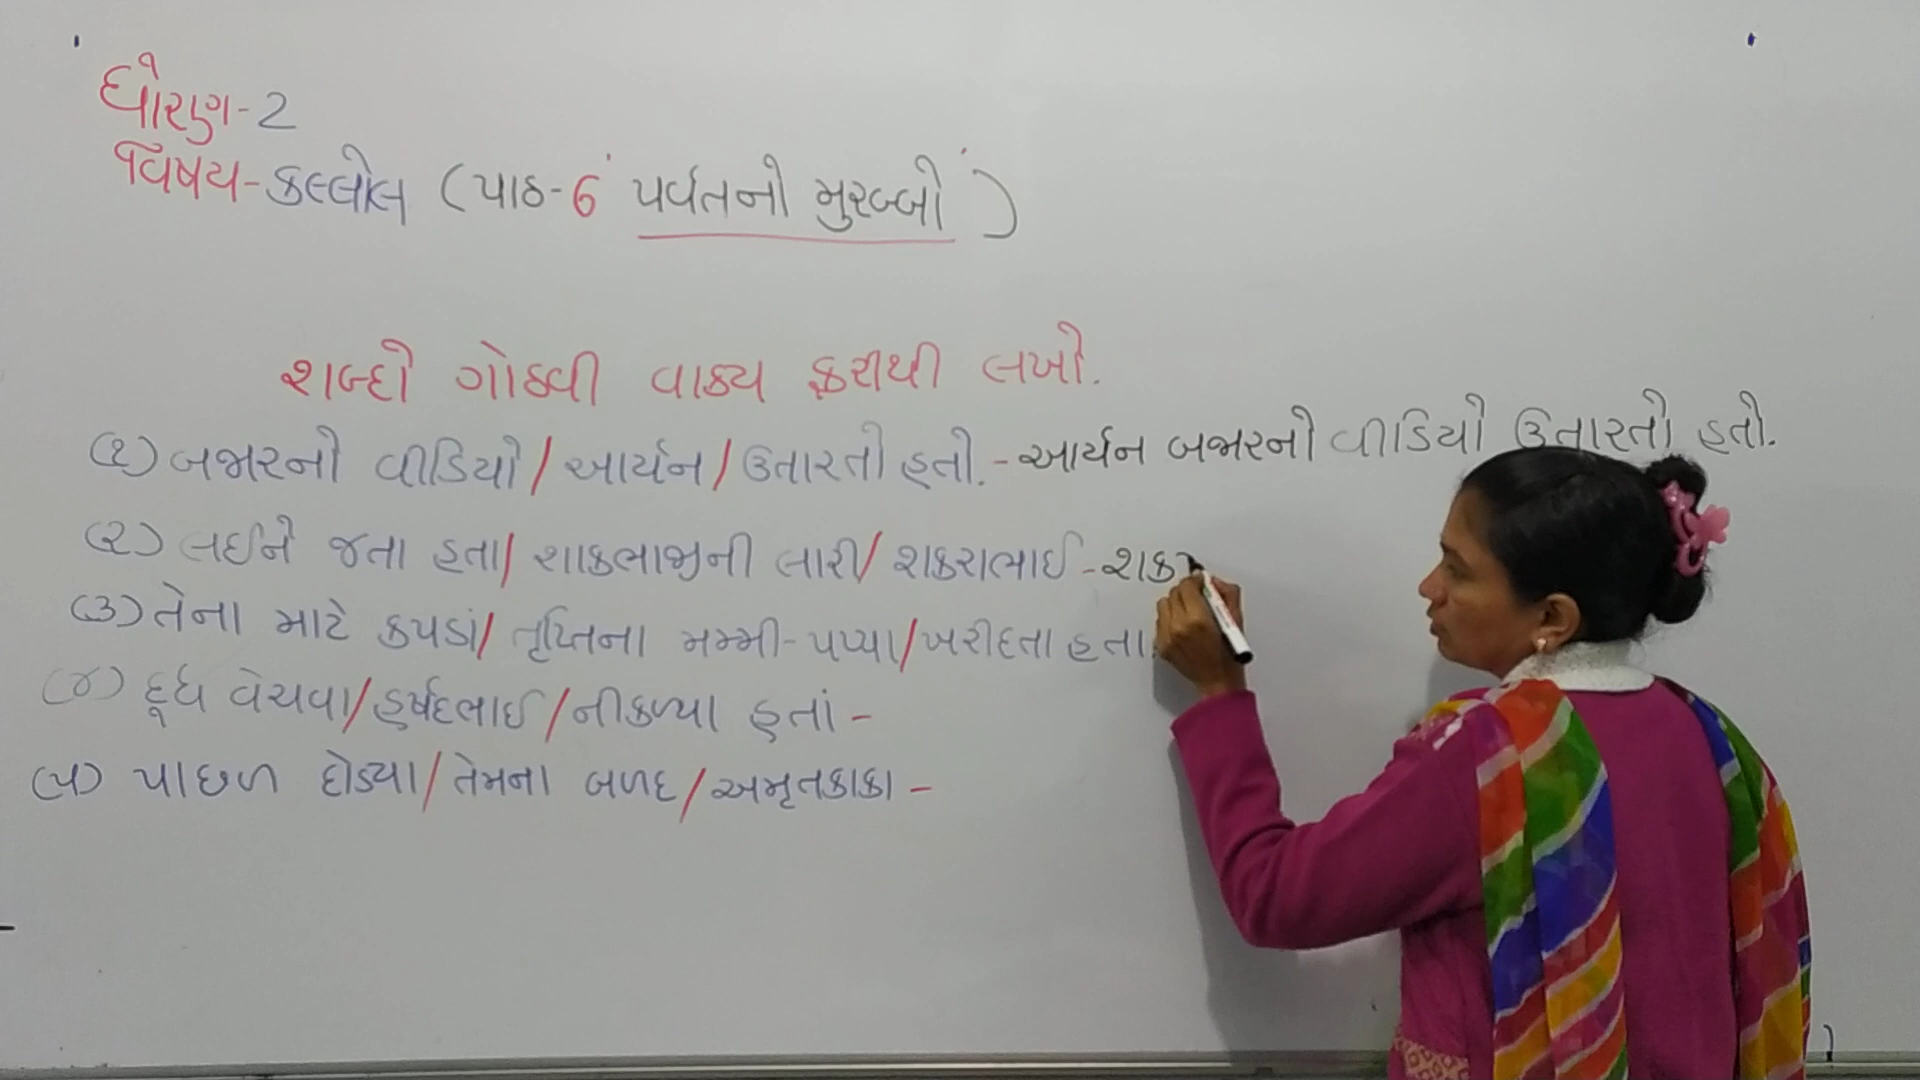 ધોરણ-2
વિષય-કલ્લોલ (પાઠ-6 પર્વતનો મુરબ્બો)
શબ્દો ગોઠવી વાક્ય ફરીથી લખો.
(૧) બજારનો વીડિયો/આર્યન/ઉતારતો હતો.-આર્યન બજારનો વીડિયો ઉતારતો હતો.
(૨) લઈને જતા હતા/શાકભાજીની લારી/શકરાભાઈ-શક
(૩) તેના માટે કપડાં/તૃપ્તિના મમ્મી-પપ્પા/ખરીદતા હતા.
(૪) દૂધ વેચવા/હર્ષદભાઈ/નીકળ્યા હતાં-
(૫) પાછળ દોડ્યા/તેમના બળદ/અમૃતકાકા-